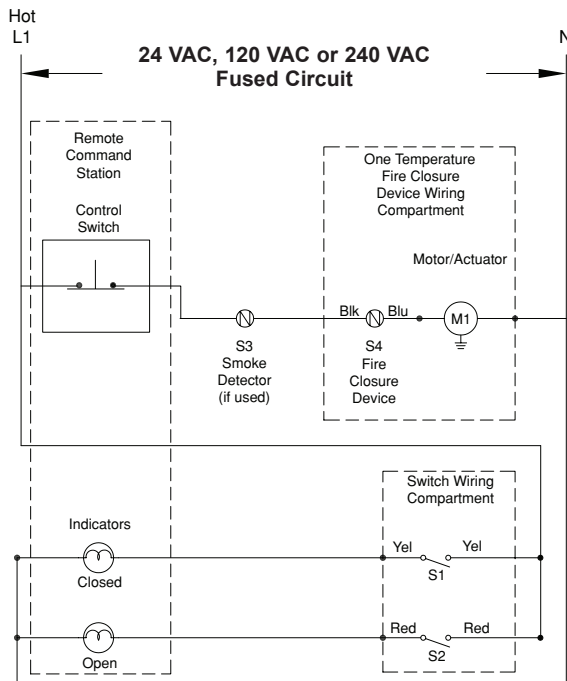 Hot
L1
N
24 VAC, 120 VAC or 240 VAC
Fused Circuit
Remote
Command
Station
Control
Switch
One Temperature
Fire Closure
Device Wiring
Compartment
Motor/Actuator
Blk
Blu
M1
S3
Smoke
Detector
(if used)
S4
Fire
Closure
Device
Switch Wiring
Compartment
Indicators
Closed
Yel
Yel
S1
Open
Red
Red
S2